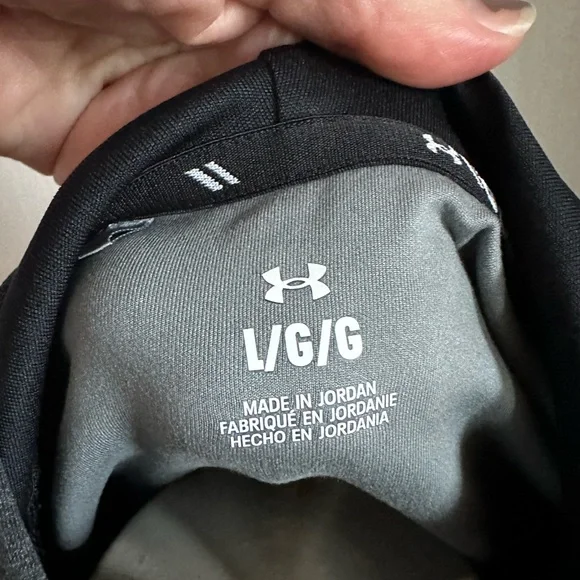 L/G/G
MADE IN JORDAN
FABRIQUÉ EN JORDANIE
HECHO EN JORDANIA